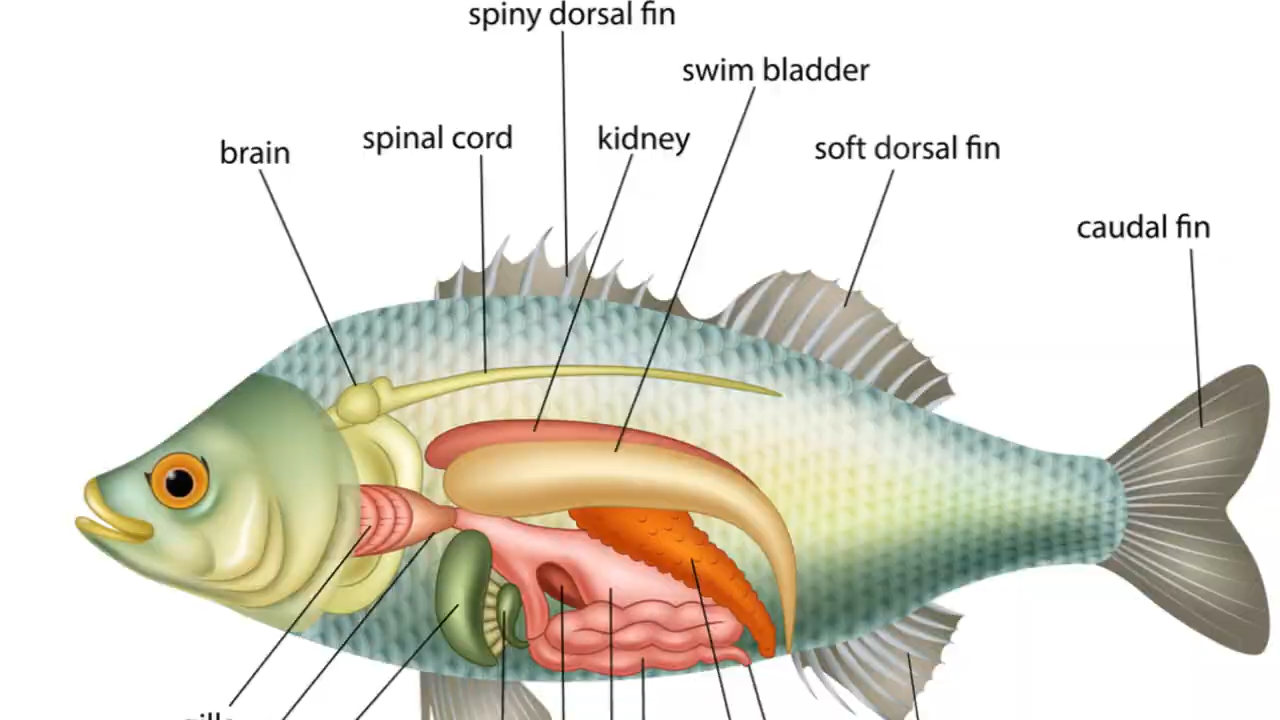 spiny dorsal fin
swim bladder
brain
spinal cord
kidney
soft dorsal fin
caudal fin